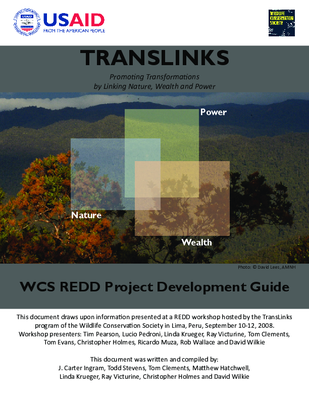 USAID
FROM THE AMERICAN PEOPLE
WILDLIFE
CONSERVATION
SOCIETY
TRANSLINKS
Promoting Transformations
by Linking Nature, Wealth and Power
Power
Nature
Wealth
WCS REDD Project Development Guide
This document draws upon information presented at a REDD workshop hosted by the TransLinks
program of the Wildlife Conservation Society in Lima, Peru, September 10-12, 2008.
Workshop presenters: Tim Pearson, Lucio Pedroni, Linda Krueger, Ray Victurine, Tom Clements,
Tom Evans, Christopher Holmes, Ricardo Muza, Rob Wallace and David Wilkie
This document was written and compiled by:
J. Carter Ingram, Todd Stevens, Tom Clements, Matthew Hatchwell,
Linda Krueger, Ray Victurine, Christopher Holmes and David Wilkie